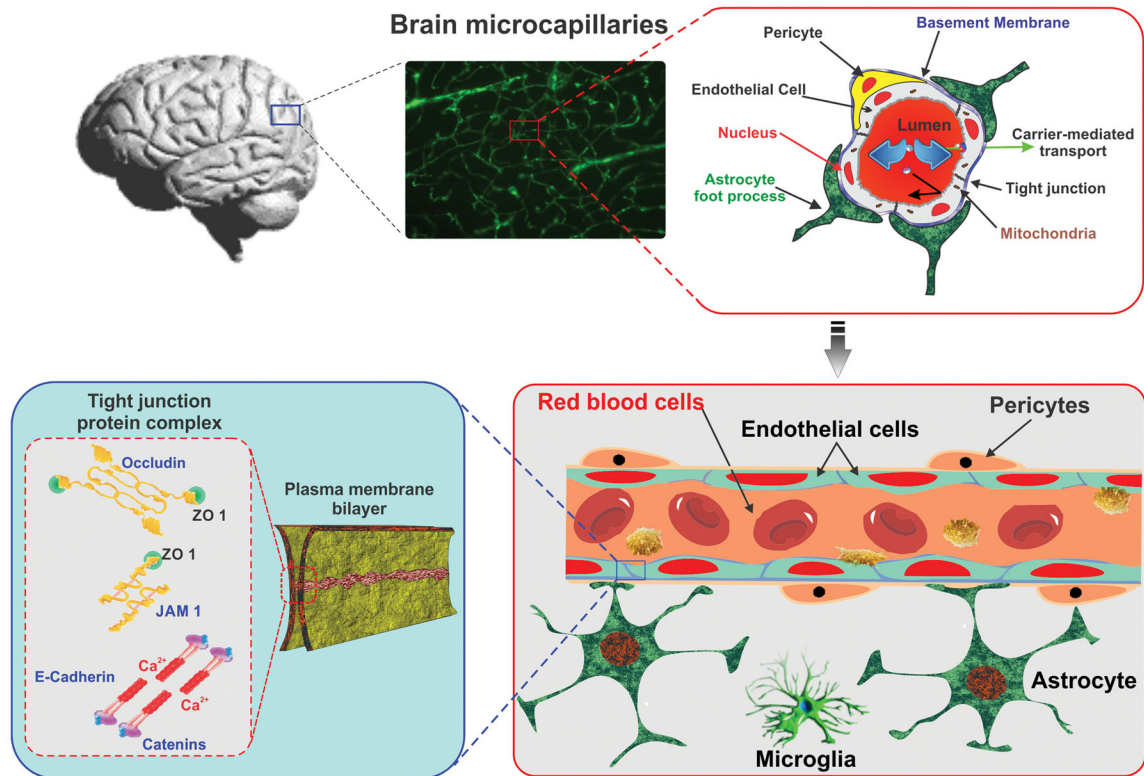 Brain microcapillaries
Pericyte
Basement Membrane
Endothelial Cell
Lumen
Nucleus
Carrier-mediated
transport
Astrocyte
foot process
Tight junction
Mitochondria
Tight junction
protein complex
Occludin
ZO 1
ZO 1
JAM 1
Ca2+
E-Cadherin
Ca2+
Catenins
Plasma membrane
bilayer
Red blood cells
Endothelial cells
Pericytes
Astrocyte
Microglia